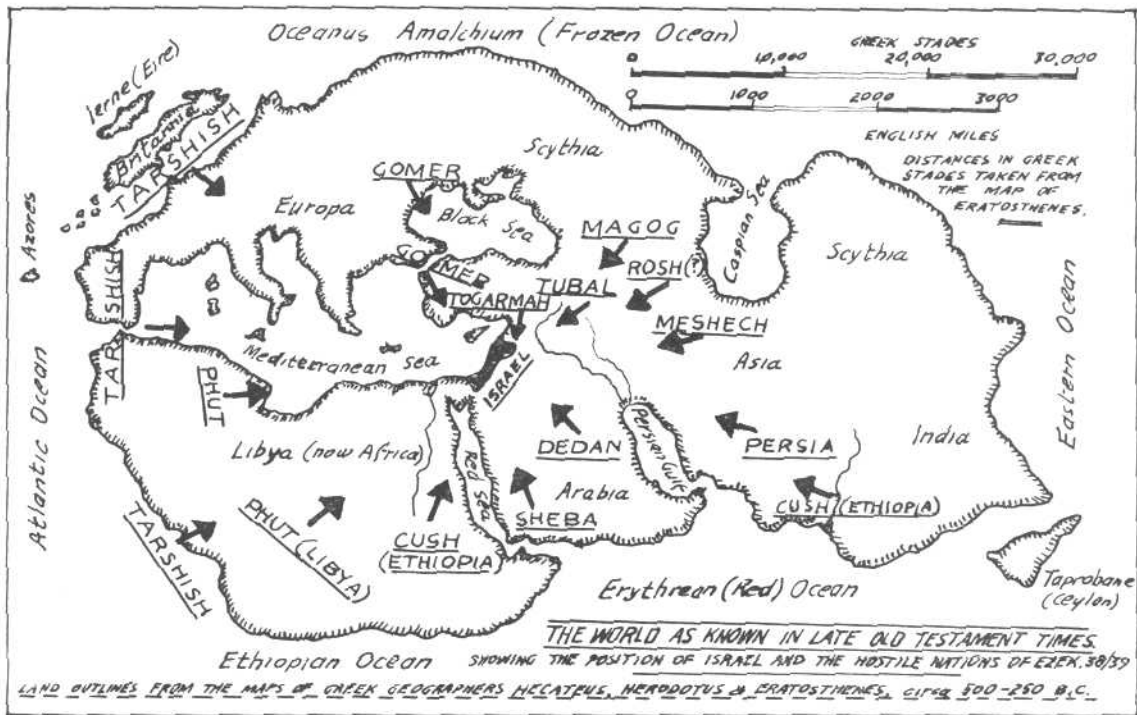 Oceanus Amalchium (Frozen Ocean)
GREEK STADES
0 10,000 20,000 30,000
0 1000 2000 3000
ENGLISH MILES
DISTANCES IN GREEK
STADES TAKEN FROM
THE MAP OF
ERATOSTHENES.
Ierne (Eire)
Britannia
TARSHISH
Azores
Scythia
GOMER
Europa
Black Sea
MAGOG
Caspian Sea
Scythia
GOMER
ROSH(?)
TUBAL
TOGARMAH
MESHECH
TARSHISH
Asia
Mediterranean Sea
ISRAEL
Atlantic Ocean
Eastern Ocean
PHUT
DEDAN
Persian Gulf
PERSIA
India
Libya (now Africa)
Red Sea
Arabia
CUSH (ETHIOPIA)
SHEBA
TARSHISH
PHUT (LIBYA)
CUSH
(ETHIOPIA)
Taprobane
(Ceylon)
Erythrean (Red) Ocean
THE WORLD AS KNOWN IN LATE OLD TESTAMENT TIMES.
Ethiopian Ocean
SHOWING THE POSITION OF ISRAEL AND THE HOSTILE NATIONS OF EZEK. 38/39
LAND OUTLINES FROM THE MAPS OF GREEK GEOGRAPHERS HECATEUS, HERODOTUS & ERATOSTHENES, circa 500-250 B.C.